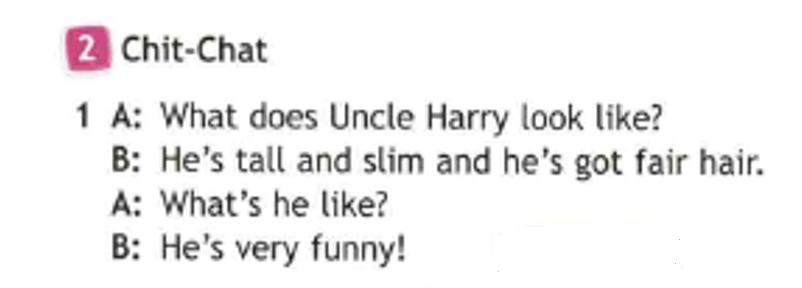 2 Chit-Chat
1 A: What does Uncle Harry look like?
B: He's tall and slim and he's got fair hair.
A: What's he like?
B: He's very funny!